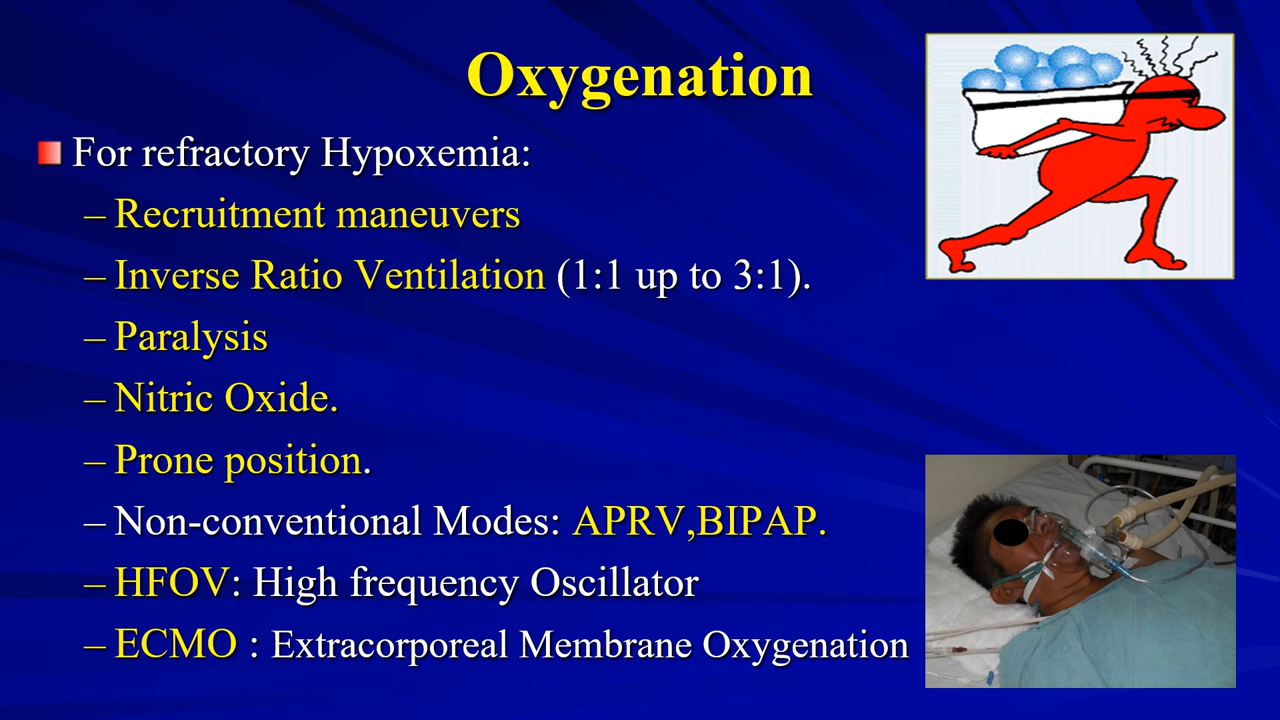 Oxygenation
For refractory Hypoxemia:
– Recruitment maneuvers
– Inverse Ratio Ventilation (1:1 up to 3:1).
– Paralysis
– Nitric Oxide.
– Prone position.
– Non-conventional Modes: APRV,BIPAP.
– HFOV: High frequency Oscillator
– ECMO : Extracorporeal Membrane Oxygenation